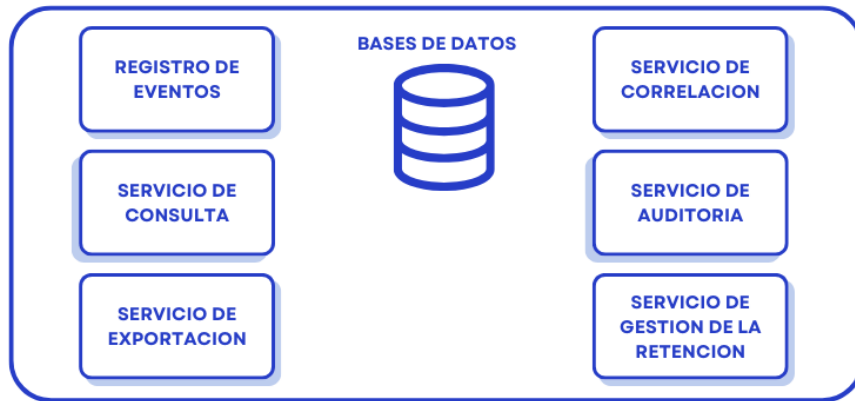 REGISTRO DE
EVENTOS
SERVICIO DE
CONSULTA
SERVICIO DE
EXPORTACION
BASES DE DATOS
SERVICIO DE
CORRELACION
SERVICIO DE
AUDITORIA
SERVICIO DE
GESTION DE LA
RETENCION